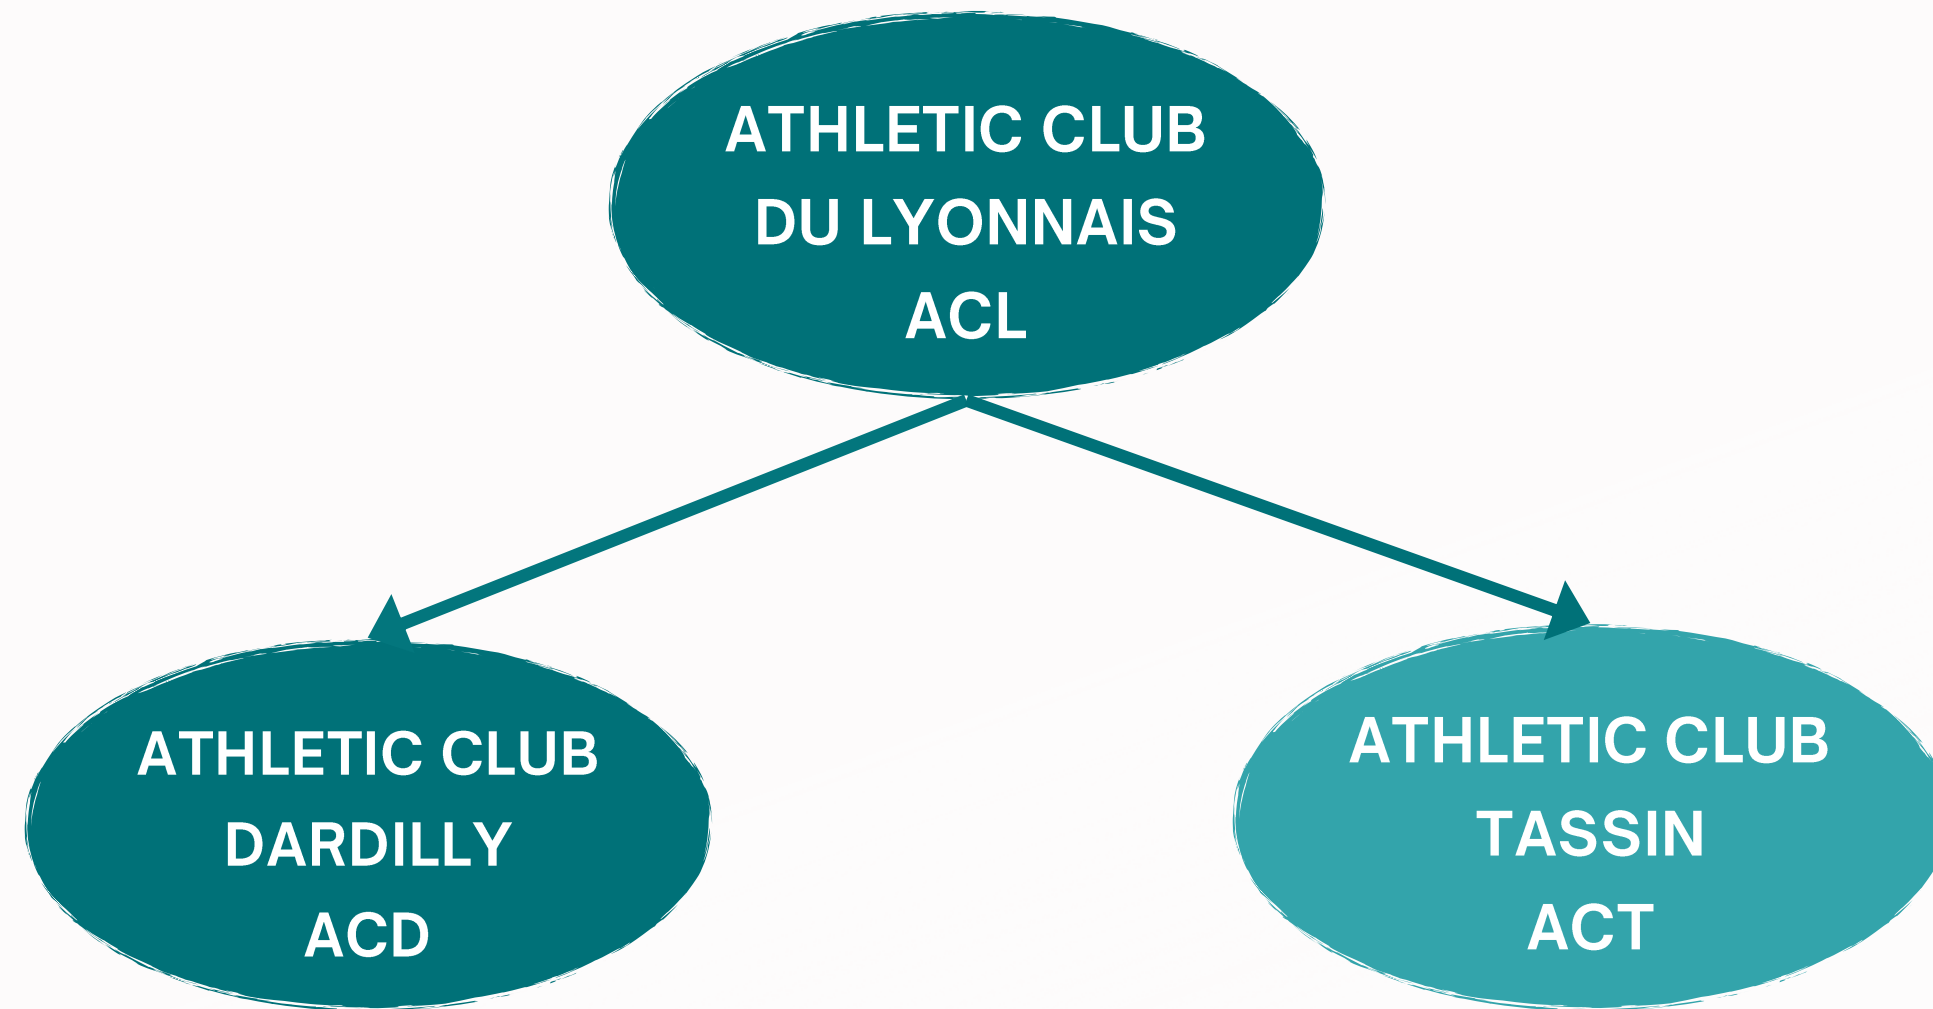 ATHLETIC CLUB
DU LYONNAIS
ACL
ATHLETIC CLUB
DARDILLY
ACD
ATHLETIC CLUB
TASSIN
ACT